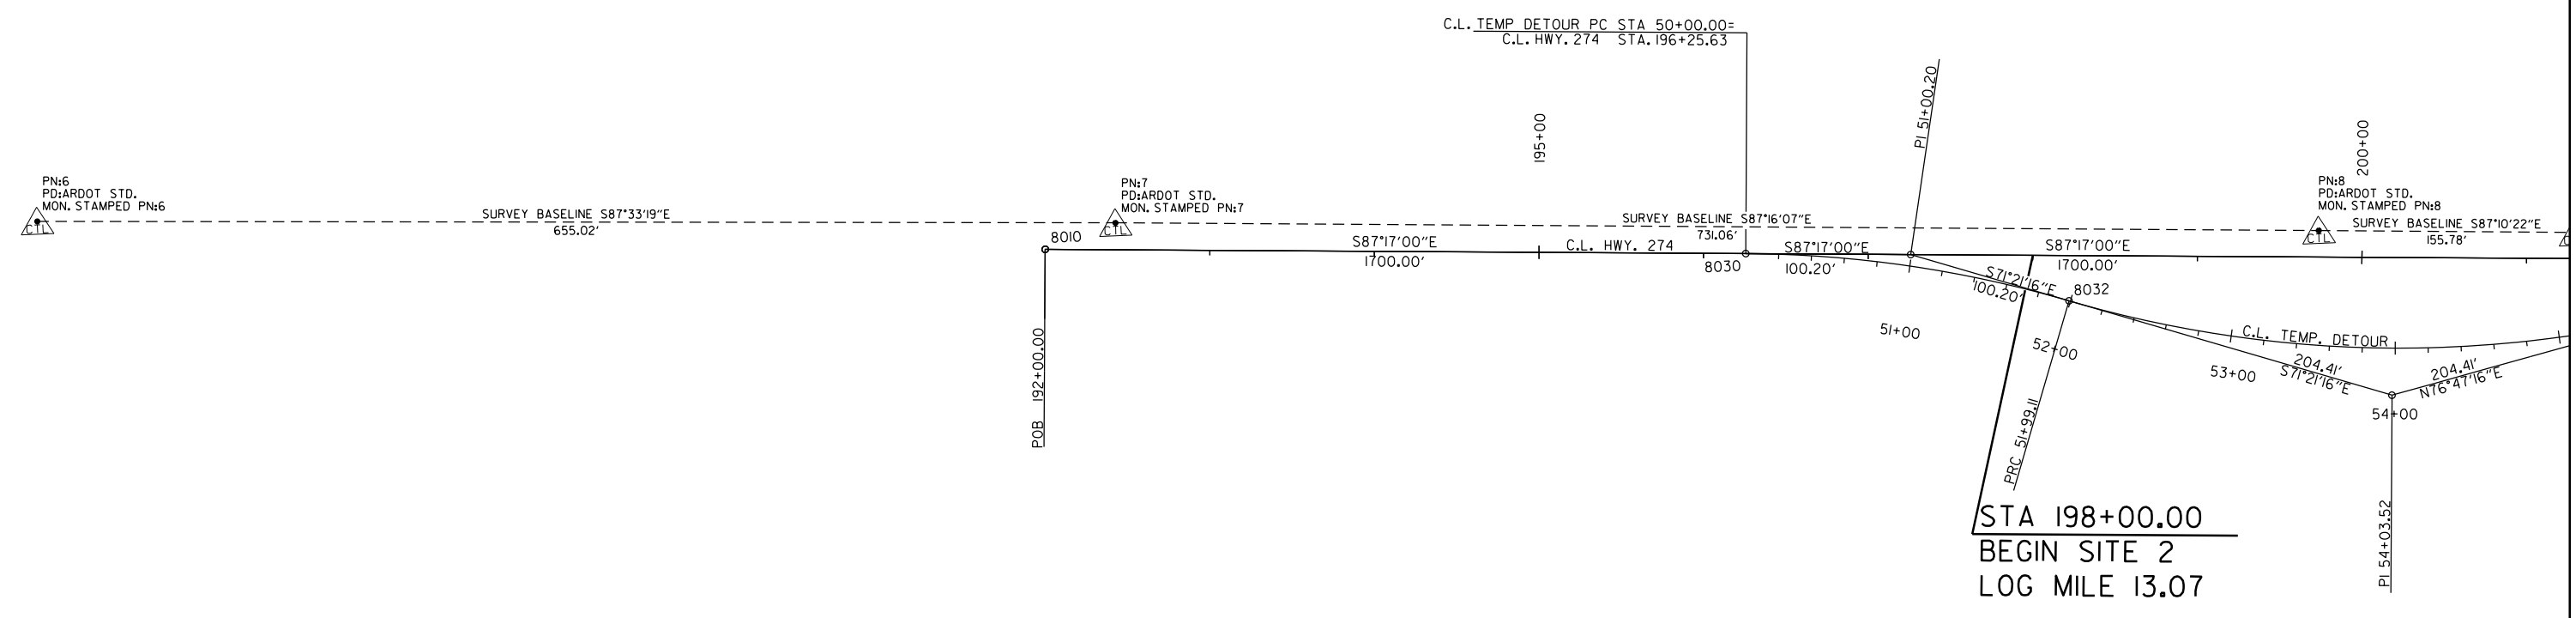 C.L. TEMP DETOUR PC STA 50+00.00=
C.L. HWY. 274 STA. 196+25.63
PI 51+00.20
195+00
200+00
PN:6
PD:ARDOT STD.
MON. STAMPED PN:6
CTL
SURVEY BASELINE S87°33'19"E
655.02'
PN:7
PD:ARDOT STD.
MON. STAMPED PN:7
CTL
SURVEY BASELINE S87°16'07"E
731.06'
PN:8
PD:ARDOT STD.
MON. STAMPED PN:8
CTL
SURVEY BASELINE S87°10'22"E
155.78'
8010
S87°17'00"E
1700.00'
C.L. HWY. 274
8030
S87°17'00"E
100.20'
S87°17'00"E
1700.00'
S71°21'16"E
100.20'
8032
51+00
52+00
53+00
54+00
C.L. TEMP. DETOUR
204.41'
S71°21'16"E
204.41'
N76°47'16"E
POB 192+00.00
PRC 51+99.11
PI 54+03.52
STA 198+00.00
BEGIN SITE 2
LOG MILE 13.07